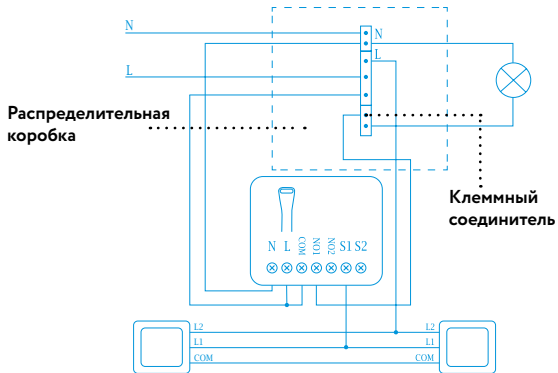 N
N
L
L
Распределительная
коробка
Клеммный
соединитель
N L COM NO1 NO2 S1 S2
L2 L2
L1 L1
COM COM